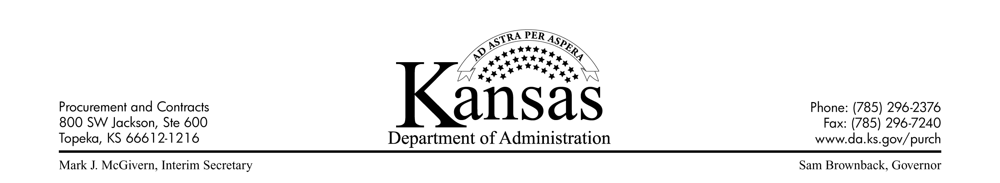 Procurement and Contracts
800 SW Jackson, Ste 600
Topeka, KS 66612-1216
AD ASTRA PER ASPERA
Kansas
Department of Administration
Phone: (785) 296-2376
Fax: (785) 296-7240
www.da.ks.gov/purch
Mark J. McGivern, Interim Secretary
Sam Brownback, Governor